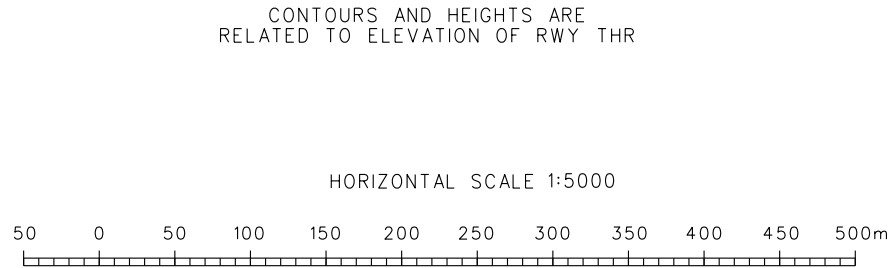 CONTOURS AND HEIGHTS ARE
RELATED TO ELEVATION OF RWY THR
HORIZONTAL SCALE 1:5000
50 0 50 100 150 200 250 300 350 400 450 500m